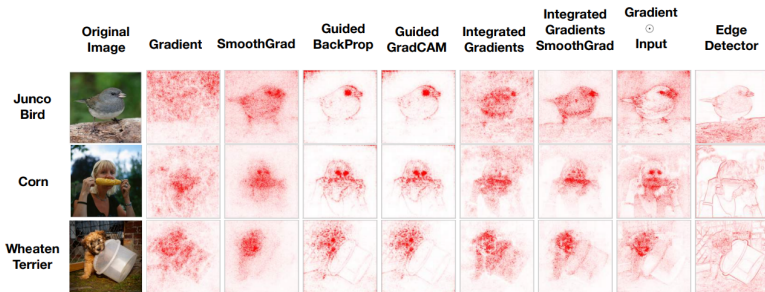 Original
Image
Gradient
SmoothGrad
Guided
BackProp
Guided
GradCAM
Integrated
Gradients
Integrated
Gradients
SmoothGrad
Gradient
⊙
Input
Edge
Detector
Junco
Bird
Corn
Wheaten
Terrier